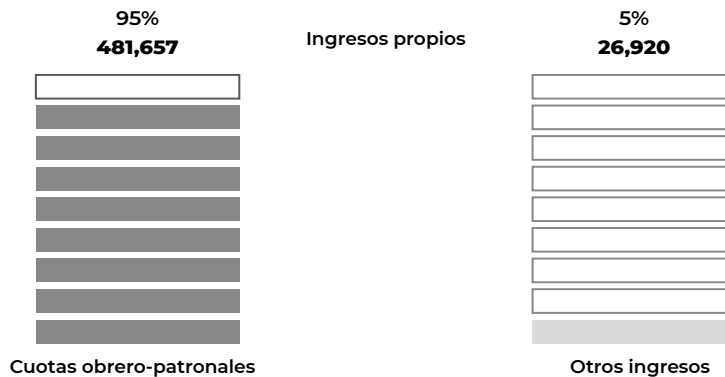 95%
481,657
Ingresos propios
5%
26,920
Cuotas obrero-patronales
Otros ingresos